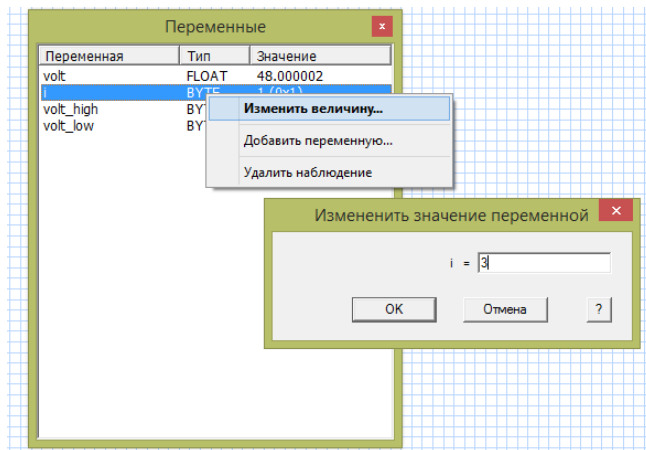 Переменные
x
Переменная Тип Значение
volt FLOAT 48.000002
i BYTE 1 (0x1)
volt_high
volt_low
Изменить величину...
Добавить переменную...
Удалить наблюдение
Измененить значение переменной
i = 3
OK Отмена ?